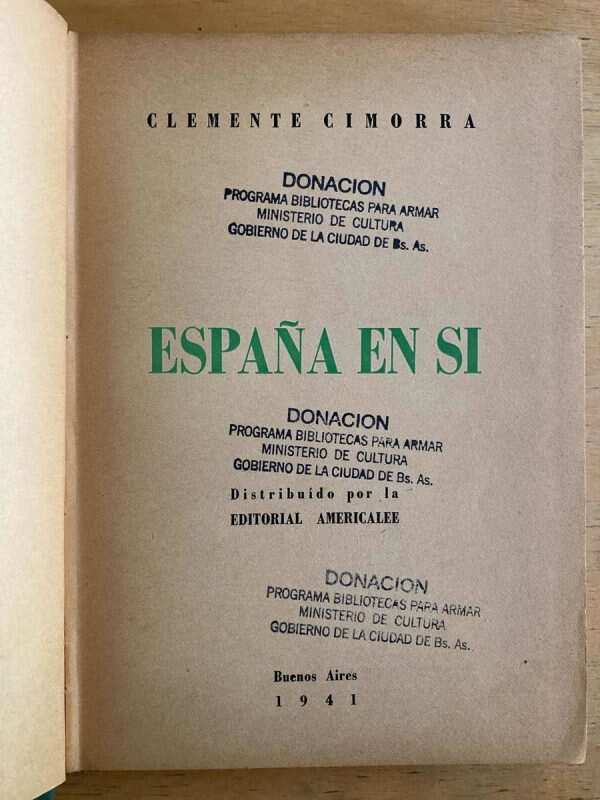 CLEMENTE CIMORRA
DONACION
PROGRAMA BIBLIOTECAS PARA ARMAR
MINISTERIO DE CULTURA
GOBIERNO DE LA CIUDAD DE Bs. As.
ESPAÑA EN SI
DONACION
PROGRAMA BIBLIOTECAS PARA ARMAR
MINISTERIO DE CULTURA
GOBIERNO DE LA CIUDAD DE Bs. As.
Distribuído por la
EDITORIAL AMERICALEE
DONACION
PROGRAMA BIBLIOTECAS PARA ARMAR
MINISTERIO DE CULTURA
GOBIERNO DE LA CIUDAD DE Bs. As.
Buenos Aires
1941